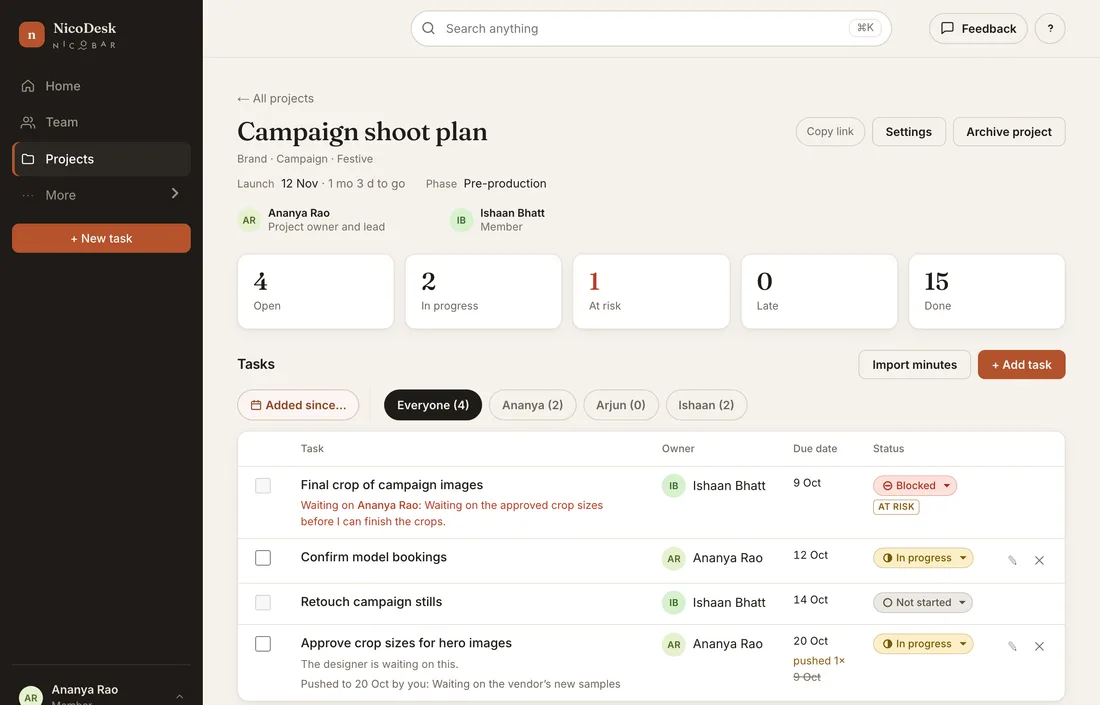 n NicoDesk
NICOBAR
Search anything ⌘K
Feedback ?
Home
Team
Projects
More
+ New task
← All projects
Campaign shoot plan
Copy link Settings Archive project
Brand · Campaign · Festive
Launch 12 Nov · 1 mo 3 d to go Phase Pre-production
AR Ananya Rao
Project owner and lead
IB Ishaan Bhatt
Member
4
Open
2
In progress
1
At risk
0
Late
15
Done
Tasks
Import minutes + Add task
Added since... Everyone (4) Ananya (2) Arjun (0) Ishaan (2)
Task Owner Due date Status
Final crop of campaign images IB Ishaan Bhatt 9 Oct Blocked
Waiting on Ananya Rao: Waiting on the approved crop sizes
before I can finish the crops.
AT RISK
Confirm model bookings AR Ananya Rao 12 Oct In progress
Retouch campaign stills IB Ishaan Bhatt 14 Oct Not started
Approve crop sizes for hero images AR Ananya Rao 20 Oct In progress
The designer is waiting on this. pushed 1×
Pushed to 20 Oct by you: Waiting on the vendor’s new samples 9 Oct
AR Ananya Rao
Member